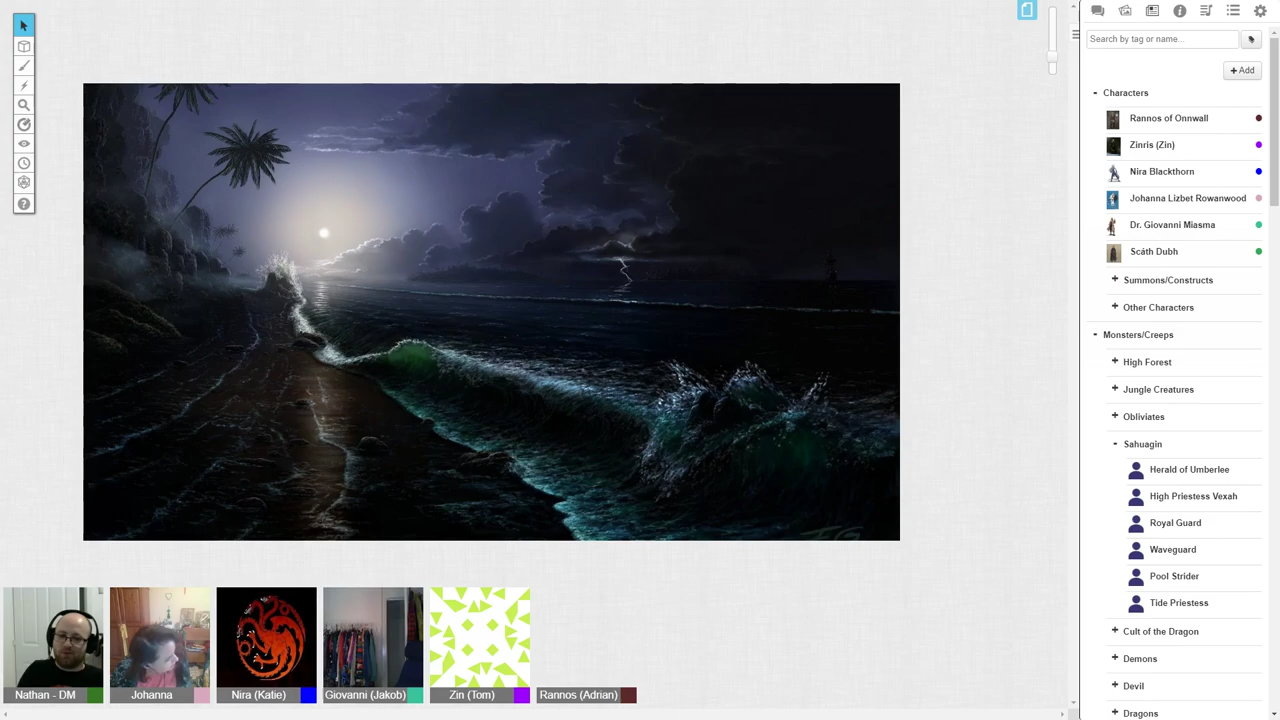 Search by tag or name...
+ Add
Characters
Rannos of Onnwall
Zinris (Zin)
Nira Blackthorn
Johanna Lizbet Rowanwood
Dr. Giovanni Miasma
Scáth Dubh
Summons/Constructs
Other Characters
Monsters/Creeps
High Forest
Jungle Creatures
Obliviates
Sahuagin
Herald of Umberlee
High Priestess Vexah
Royal Guard
Waveguard
Pool Strider
Tide Priestess
Cult of the Dragon
Demons
Devil
Dragons
Nathan - DM
Johanna
Nira (Katie)
Giovanni (Jakob)
Zin (Tom)
Rannos (Adrian)